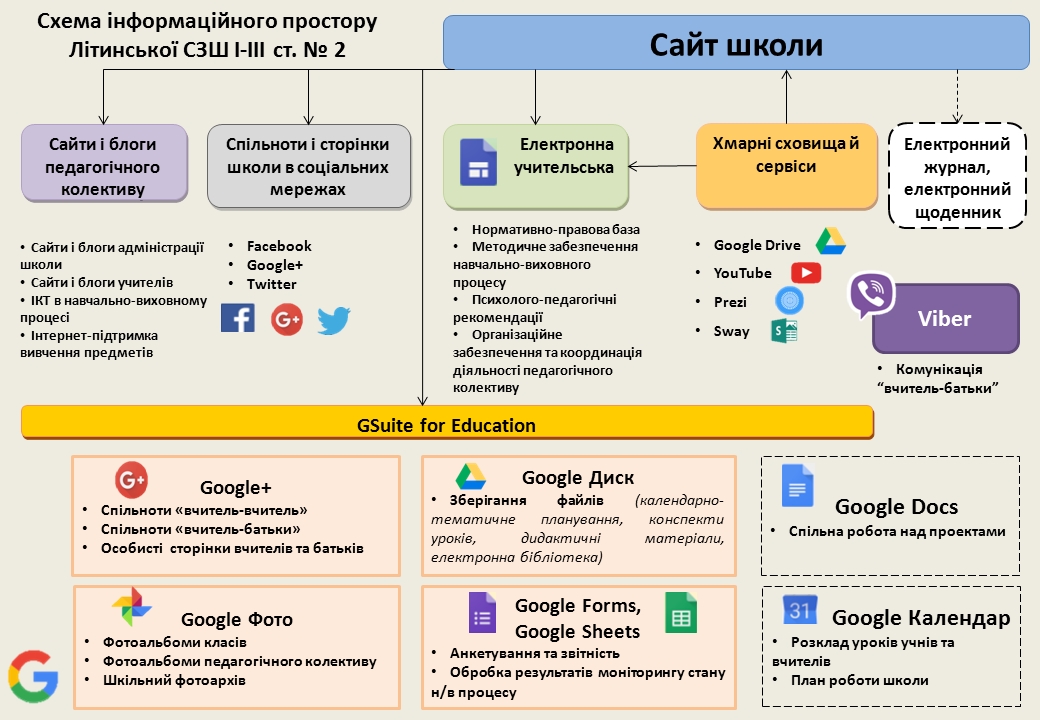 Схема інформаційного простору
Літинської СЗШ І-ІІІ ст. № 2
Сайт школи
Сайти і блоги
педагогічного
колективу
Спільноти і сторінки
школи в соціальних
мережах
Електронна
учительська
Хмарні сховища й
сервіси
Електронний
журнал,
електронний
щоденник
• Сайти і блоги адміністрації
школи
• Сайти і блоги учителів
• ІКТ в навчально-виховному
процесі
• Інтернет-підтримка
вивчення предметів
• Facebook
• Google+
• Twitter
• Нормативно-правова база
• Методичне забезпечення
навчально-виховного
процесу
• Психолого-педагогічні
рекомендації
• Організаційне
забезпечення та координація
діяльності педагогічного
колективу
• Google Drive
• YouTube
• Prezi
• Sway
Viber
• Комунікація
“вчитель-батьки”
GSuite for Education
G+
Google+
• Спільноти «вчитель-вчитель»
• Спільноти «вчитель-батьки»
• Особисті сторінки вчителів та батьків
Google Диск
• Зберігання файлів (календарно-
тематичне планування, конспекти
уроків, дидактичні матеріали,
електронна бібліотека)
Google Docs
• Спільна робота над проектами
Google Фото
• Фотоальбоми класів
• Фотоальбоми педагогічного колективу
• Шкільний фотоархів
Google Forms,
Google Sheets
• Анкетування та звітність
• Обробка результатів моніторингу стану
н/в процесу
31
Google Календар
• Розклад уроків учнів та
вчителів
• План роботи школи